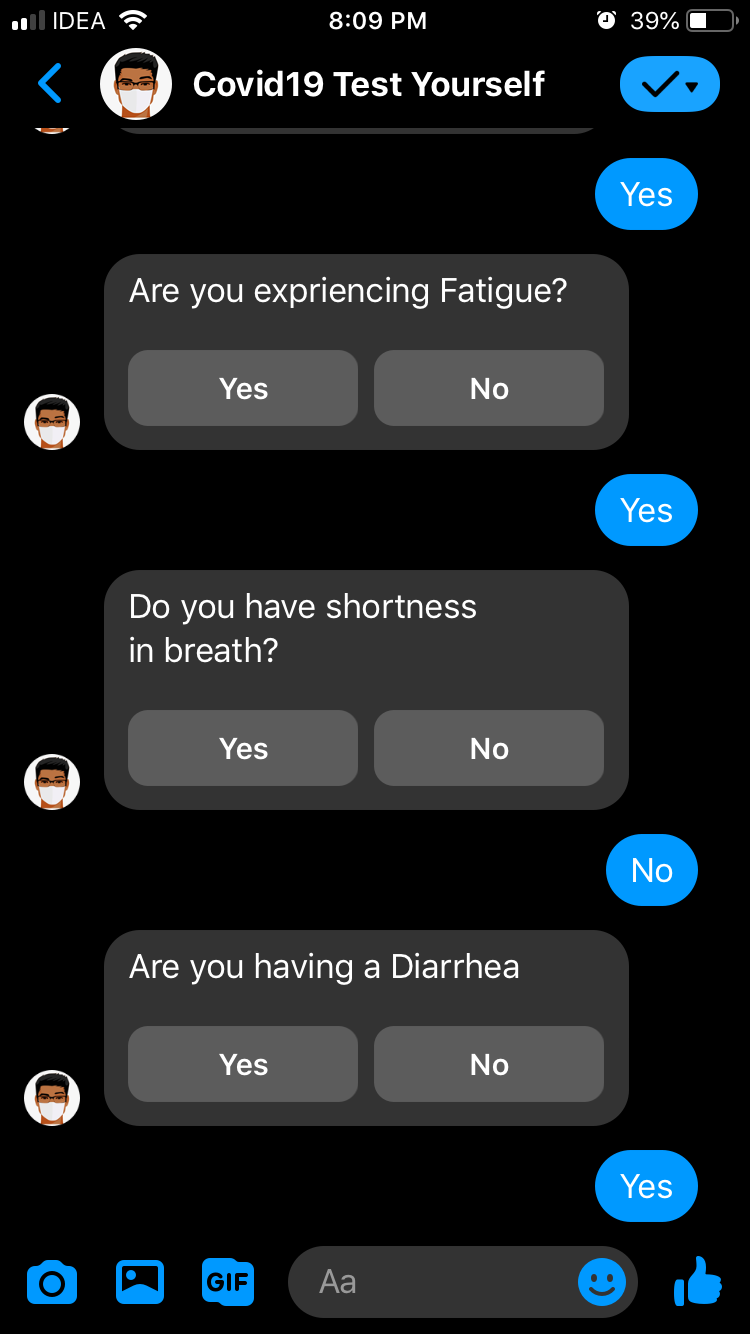 IDEA 8:09 PM 39%
Covid19 Test Yourself
Yes
Are you expriencing Fatigue?
Yes No
Yes
Do you have shortness
in breath?
Yes No
No
Are you having a Diarrhea
Yes No
Yes
GIF Aa